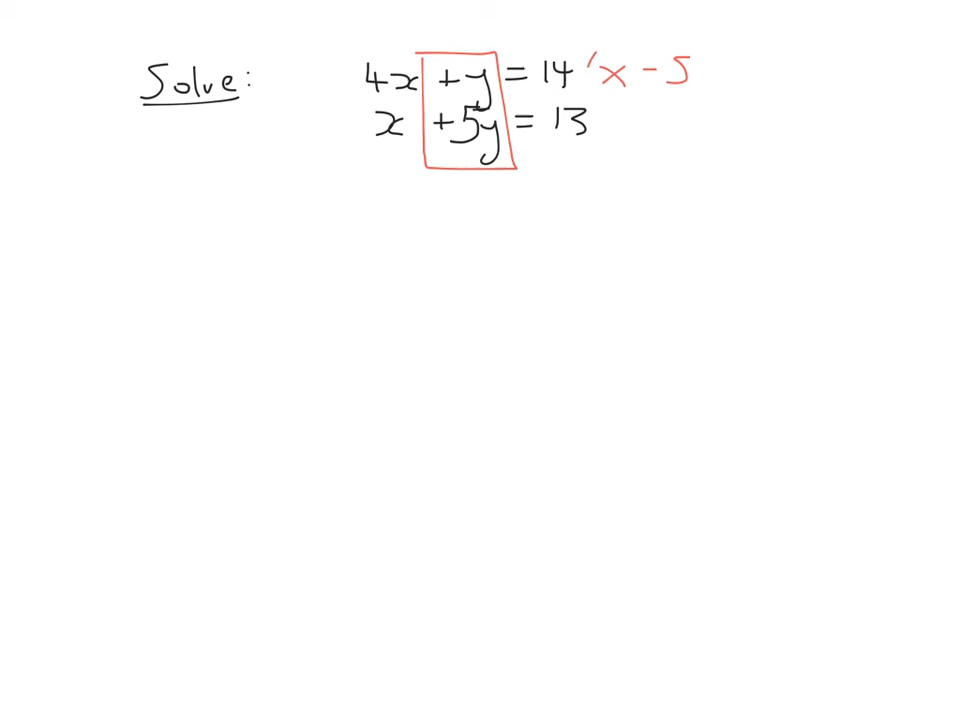 Solve: 4x + y = 14 'x - 5
x + 5y = 13